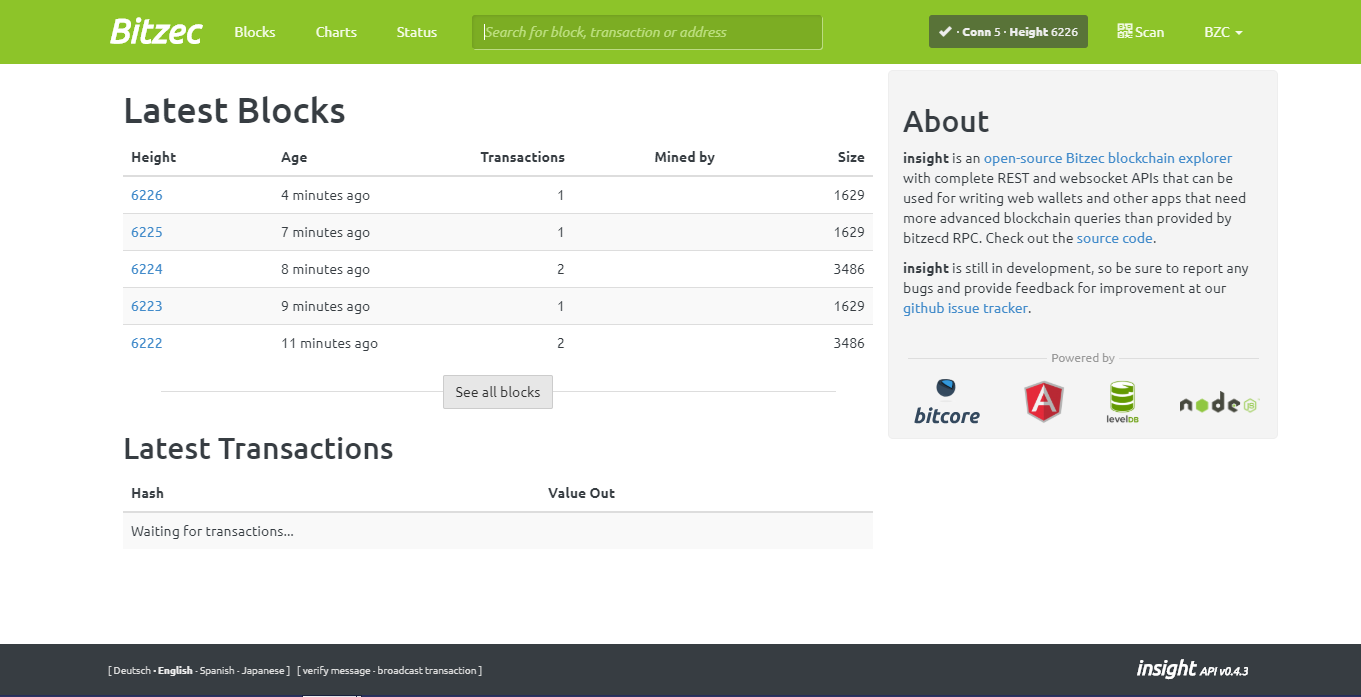 Bitzec Blocks Charts Status Search for block, transaction or address ✔ · Conn 5 · Height 6226 Scan BZC
Latest Blocks
Height Age Transactions Mined by Size
6226 4 minutes ago 1 1629
6225 7 minutes ago 1 1629
6224 8 minutes ago 2 3486
6223 9 minutes ago 1 1629
6222 11 minutes ago 2 3486
See all blocks
Latest Transactions
Hash Value Out
Waiting for transactions...
About
insight is an open-source Bitzec blockchain explorer
with complete REST and websocket APIs that can be
used for writing web wallets and other apps that need
more advanced blockchain queries than provided by
bitzecd RPC. Check out the source code.
insight is still in development, so be sure to report any
bugs and provide feedback for improvement at our
github issue tracker.
Powered by
bitcore A levelDB node JS
[ Deutsch · English · Spanish · Japanese ] [ verify message · broadcast transaction ] insight API v0.4.3